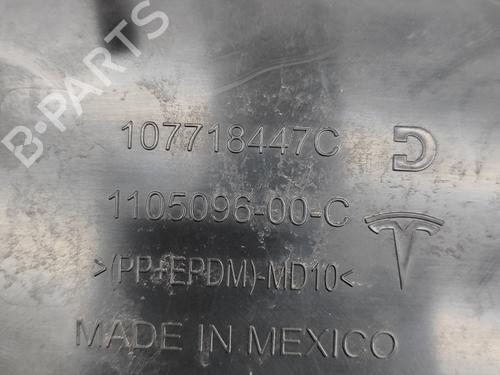 B-PARTS
107718447C
1105096-00-C
>(PP+EPDM)-MD10<
MADE IN MEXICO